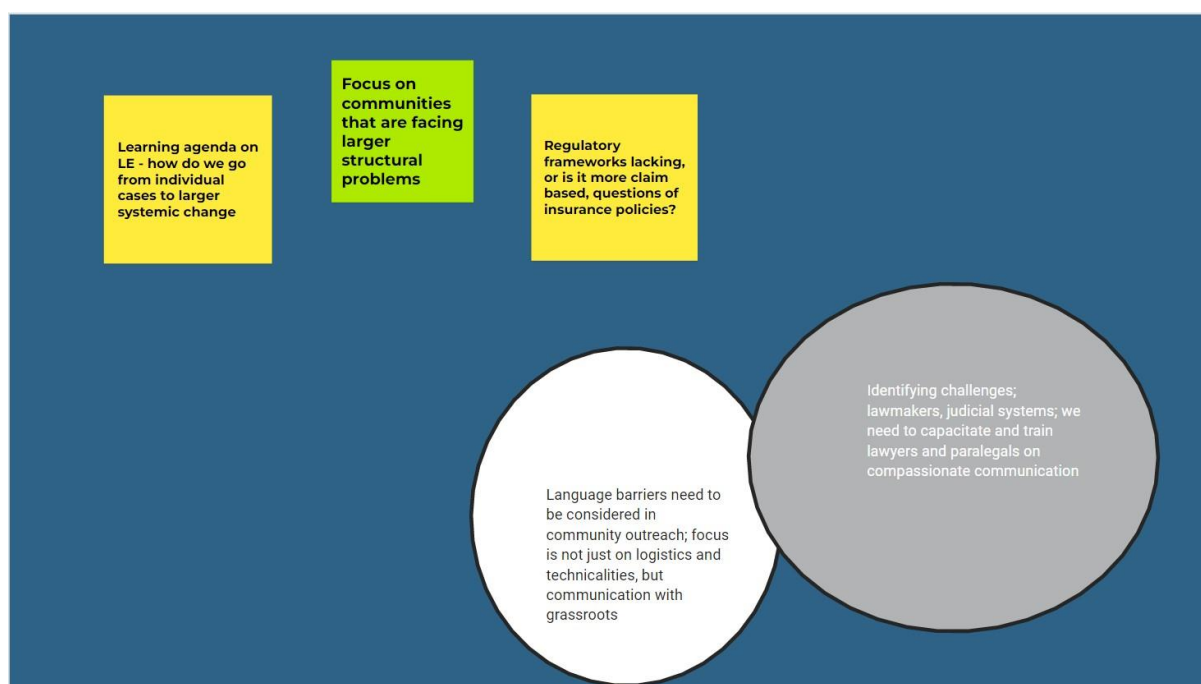 Learning agenda on
LE - how do we go
from individual
cases to larger
systemic change
Focus on
communities
that are facing
larger
structural
problems
Regulatory
frameworks lacking,
or is it more claim
based, questions of
insurance policies?
Identifying challenges;
lawmakers, judicial systems; we
need to capacitate and train
lawyers and paralegals on
compassionate communication
Language barriers need to
be considered in
community outreach; focus
is not just on logistics and
technicalities, but
communication with
grassroots